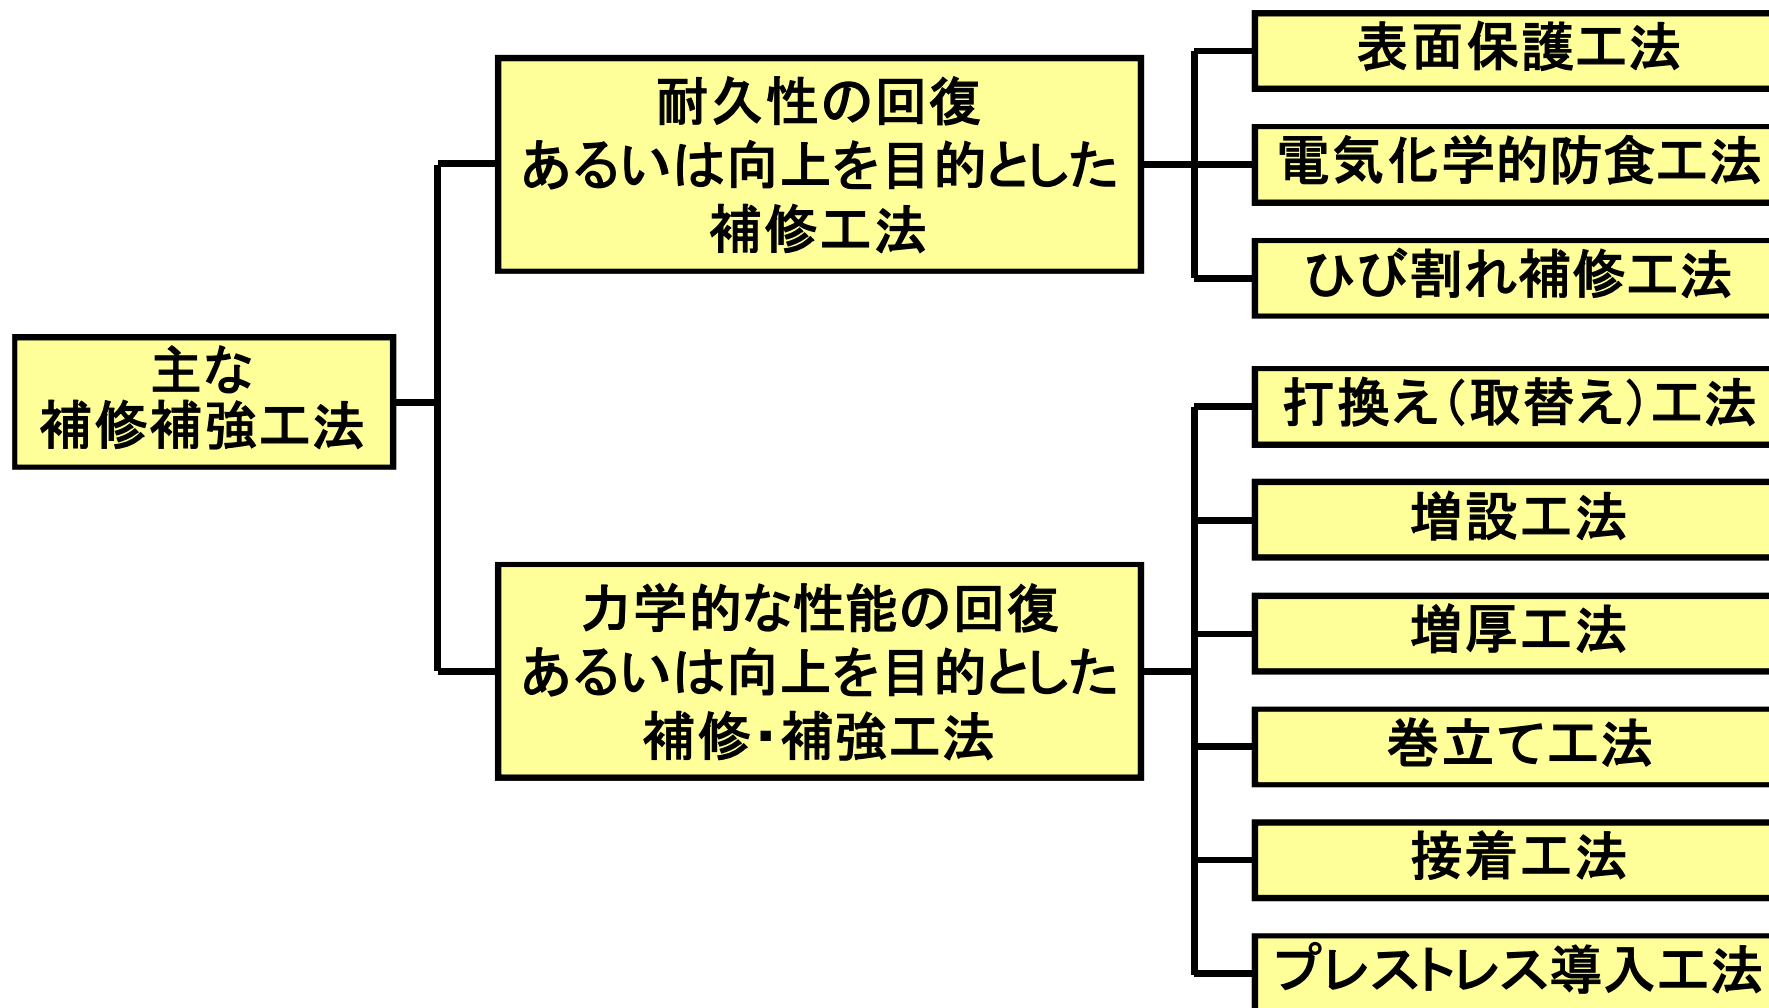 主な
補修補強工法
耐久性の回復
あるいは向上を目的とした
補修工法
表面保護工法
電気化学的防食工法
ひび割れ補修工法
力学的な性能の回復
あるいは向上を目的とした
補修・補強工法
打換え（取替え）工法
増設工法
増厚工法
巻立て工法
接着工法
プレストレス導入工法